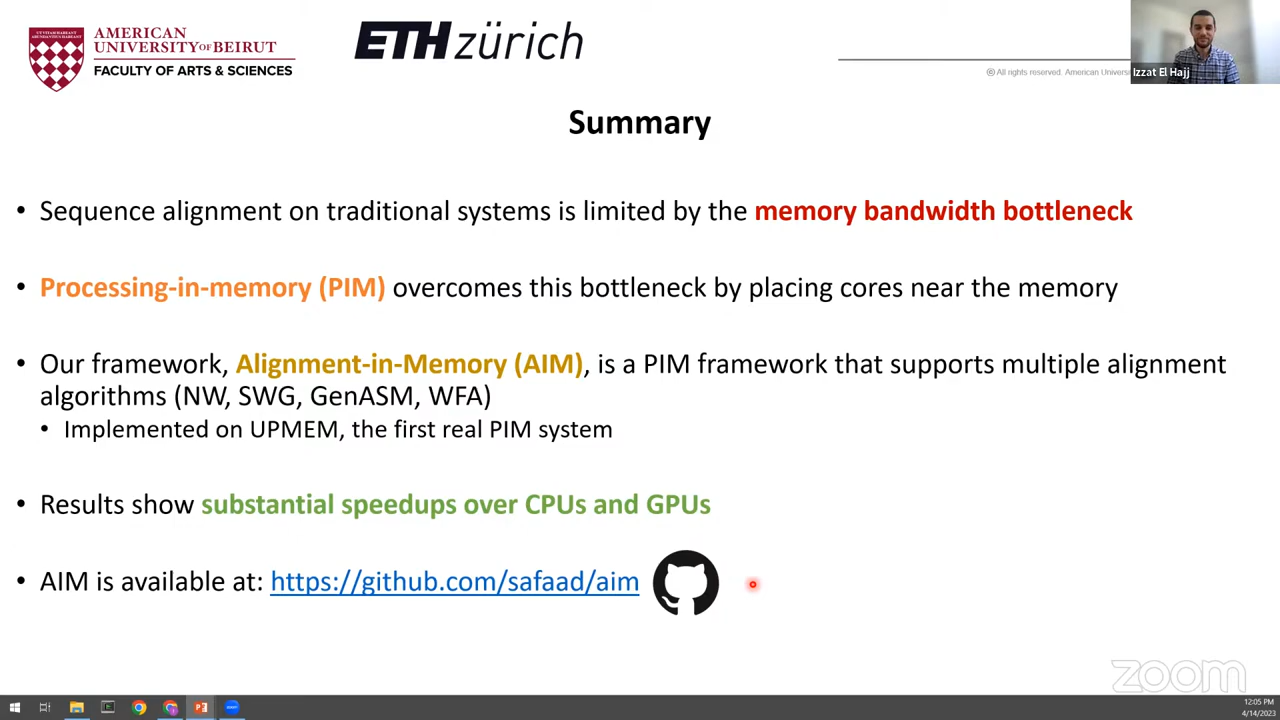 AMERICAN
UNIVERSITY OF BEIRUT
FACULTY OF ARTS & SCIENCES
ETH zürich
All rights reserved. American
Izzat El Hajj
Summary
• Sequence alignment on traditional systems is limited by the memory bandwidth bottleneck
• Processing-in-memory (PIM) overcomes this bottleneck by placing cores near the memory
• Our framework, Alignment-in-Memory (AIM), is a PIM framework that supports multiple alignment
algorithms (NW, SWG, GenASM, WFA)
• Implemented on UPMEM, the first real PIM system
• Results show substantial speedups over CPUs and GPUs
• AIM is available at: https://github.com/safaad/aim
zoom
12:05 PM
4/14/2023